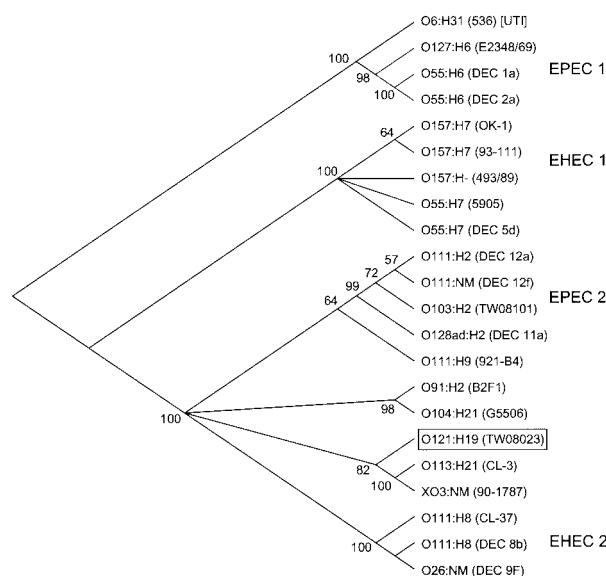 O6:H31 (536) [UTI]
O127:H6 (E2348/69)
100
98
O55:H6 (DEC 1a)
EPEC 1
100
O55:H6 (DEC 2a)
O157:H7 (OK-1)
64
O157:H7 (93-111)
EHEC 1
100
O157:H- (493/89)
O55:H7 (5905)
O55:H7 (DEC 5d)
O111:H2 (DEC 12a)
57
72
O111:NM (DEC 12f)
99
EPEC 2
64
O103:H2 (TW08101)
O128ad:H2 (DEC 11a)
O111:H9 (921-B4)
O91:H2 (B2F1)
98
O104:H21 (G5506)
100
O121:H19 (TW08023)
82
O113:H21 (CL-3)
100
XO3:NM (90-1787)
O111:H8 (CL-37)
100
O111:H8 (DEC 8b)
EHEC 2
O26:NM (DEC 9F)